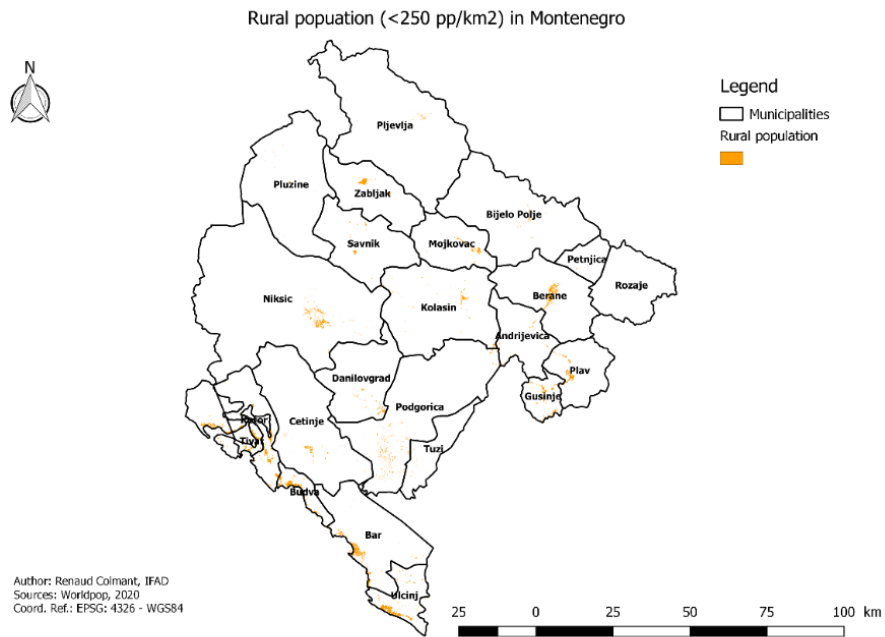 Rural popuation (<250 pp/km2) in Montenegro
N
Legend
Municipalities
Rural population
Pljevlja
Pluzine
Zabljak
Bijelo Polje
Savnik
Mojkovac
Petnjica
Rozaje
Niksic
Kolasin
Berane
Andrijevica
Danilovgrad
Plav
Gusinje
Podgorica
Kotor
Cetinje
Tivat
Tuzi
Budva
Bar
Ulcinj
Author: Renaud Colmant, IFAD
Sources: Worldpop, 2020
Coord. Ref.: EPSG: 4326 - WGS84
25 0 25 50 75 100 km